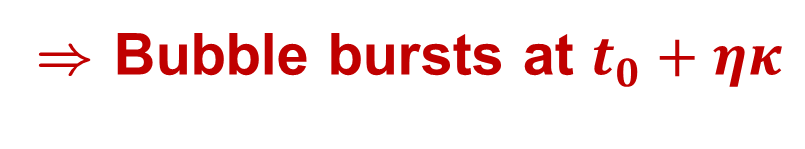 ⇒ Bubble bursts at t₀ + ηκ